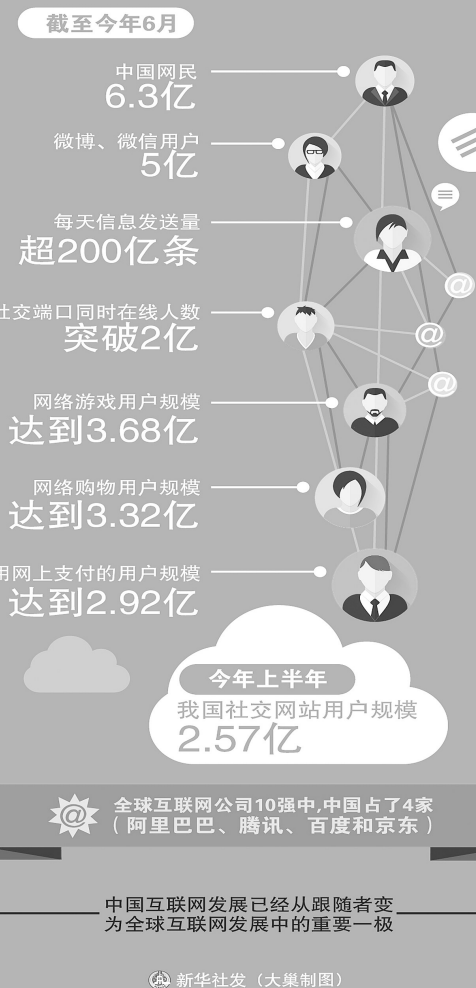 截至今年6月
中国网民
6.3亿
微博、微信用户
5亿
每天信息发送量
超200亿条
社交端口同时在线人数
突破2亿
网络游戏用户规模
达到3.68亿
网络购物用户规模
达到3.32亿
用网上支付的用户规模
达到2.92亿
今年上半年
我国社交网站用户规模
2.57亿
全球互联网公司10强中,中国占了4家
（阿里巴巴、腾讯、百度和京东）
中国互联网发展已经从跟随者变
为全球互联网发展中的重要一极
新华社发（大巢制图）